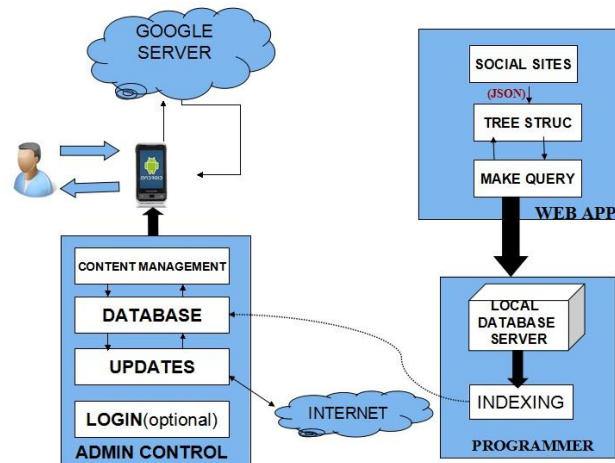 GOOGLE
SERVER
ANDROID
CONTENT MANAGEMENT
DATABASE
UPDATES
LOGIN(optional)
ADMIN CONTROL
INTERNET
SOCIAL SITES
(JSON)
TREE STRUC
MAKE QUERY
WEB APP
LOCAL
DATABASE
SERVER
INDEXING
PROGRAMMER